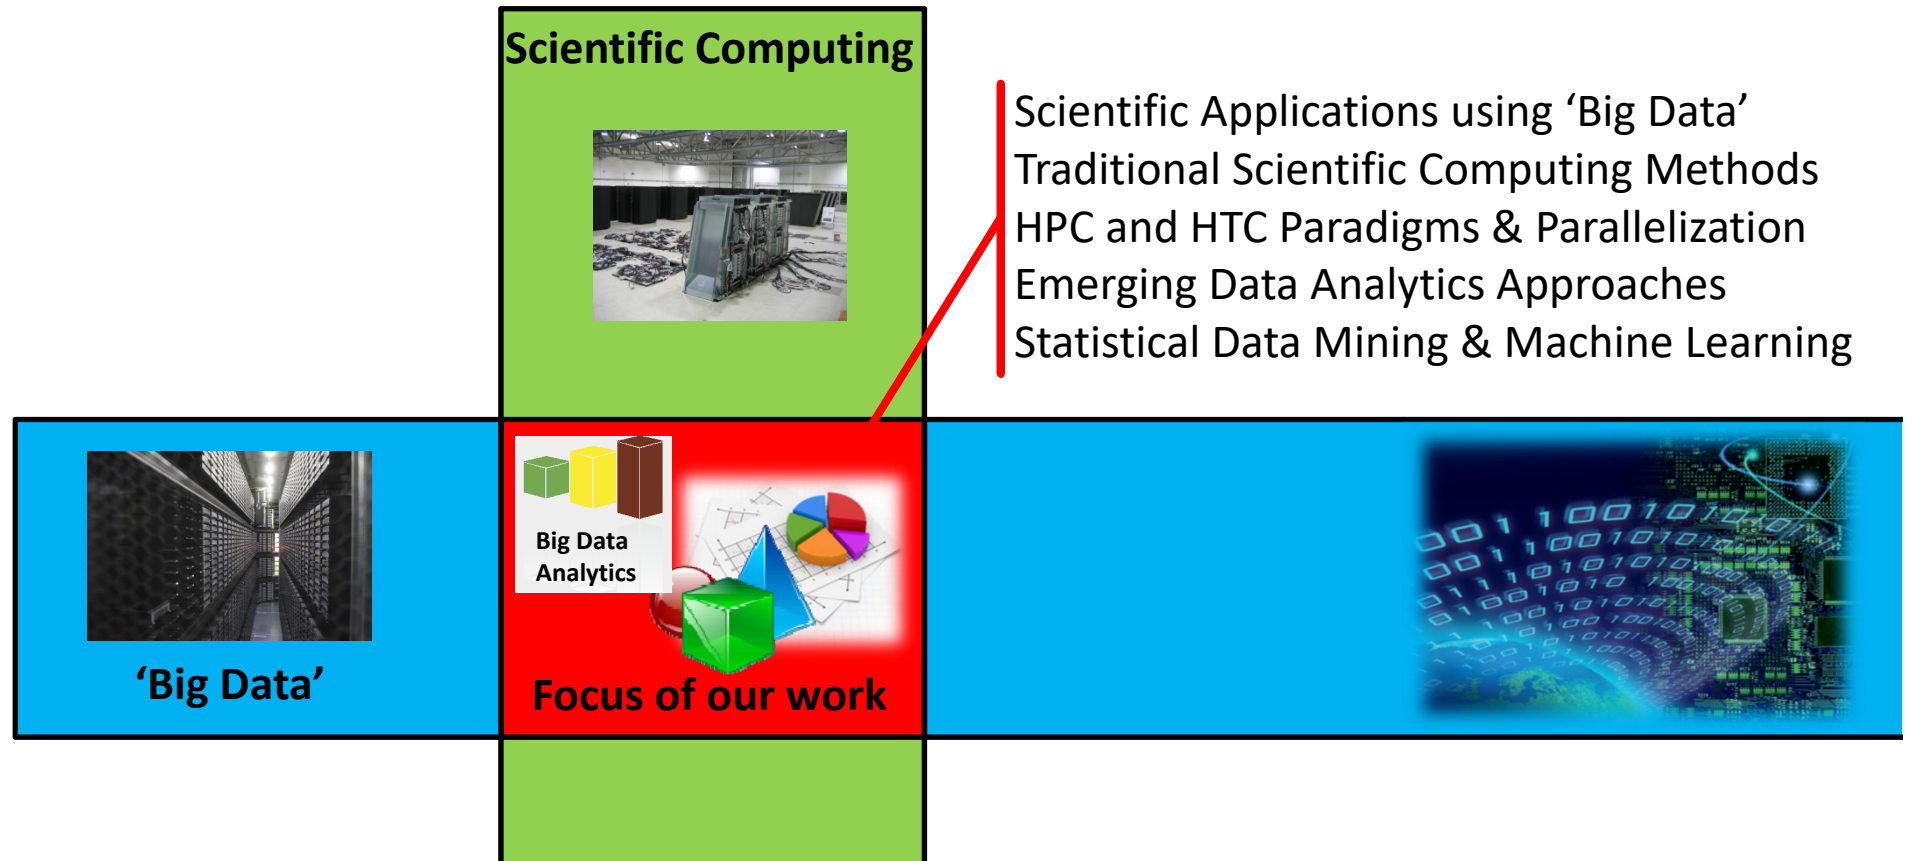 Scientific Computing
Scientific Applications using ‘Big Data’
Traditional Scientific Computing Methods
HPC and HTC Paradigms & Parallelization
Emerging Data Analytics Approaches
Statistical Data Mining & Machine Learning
Big Data
Analytics
‘Big Data’
Focus of our work